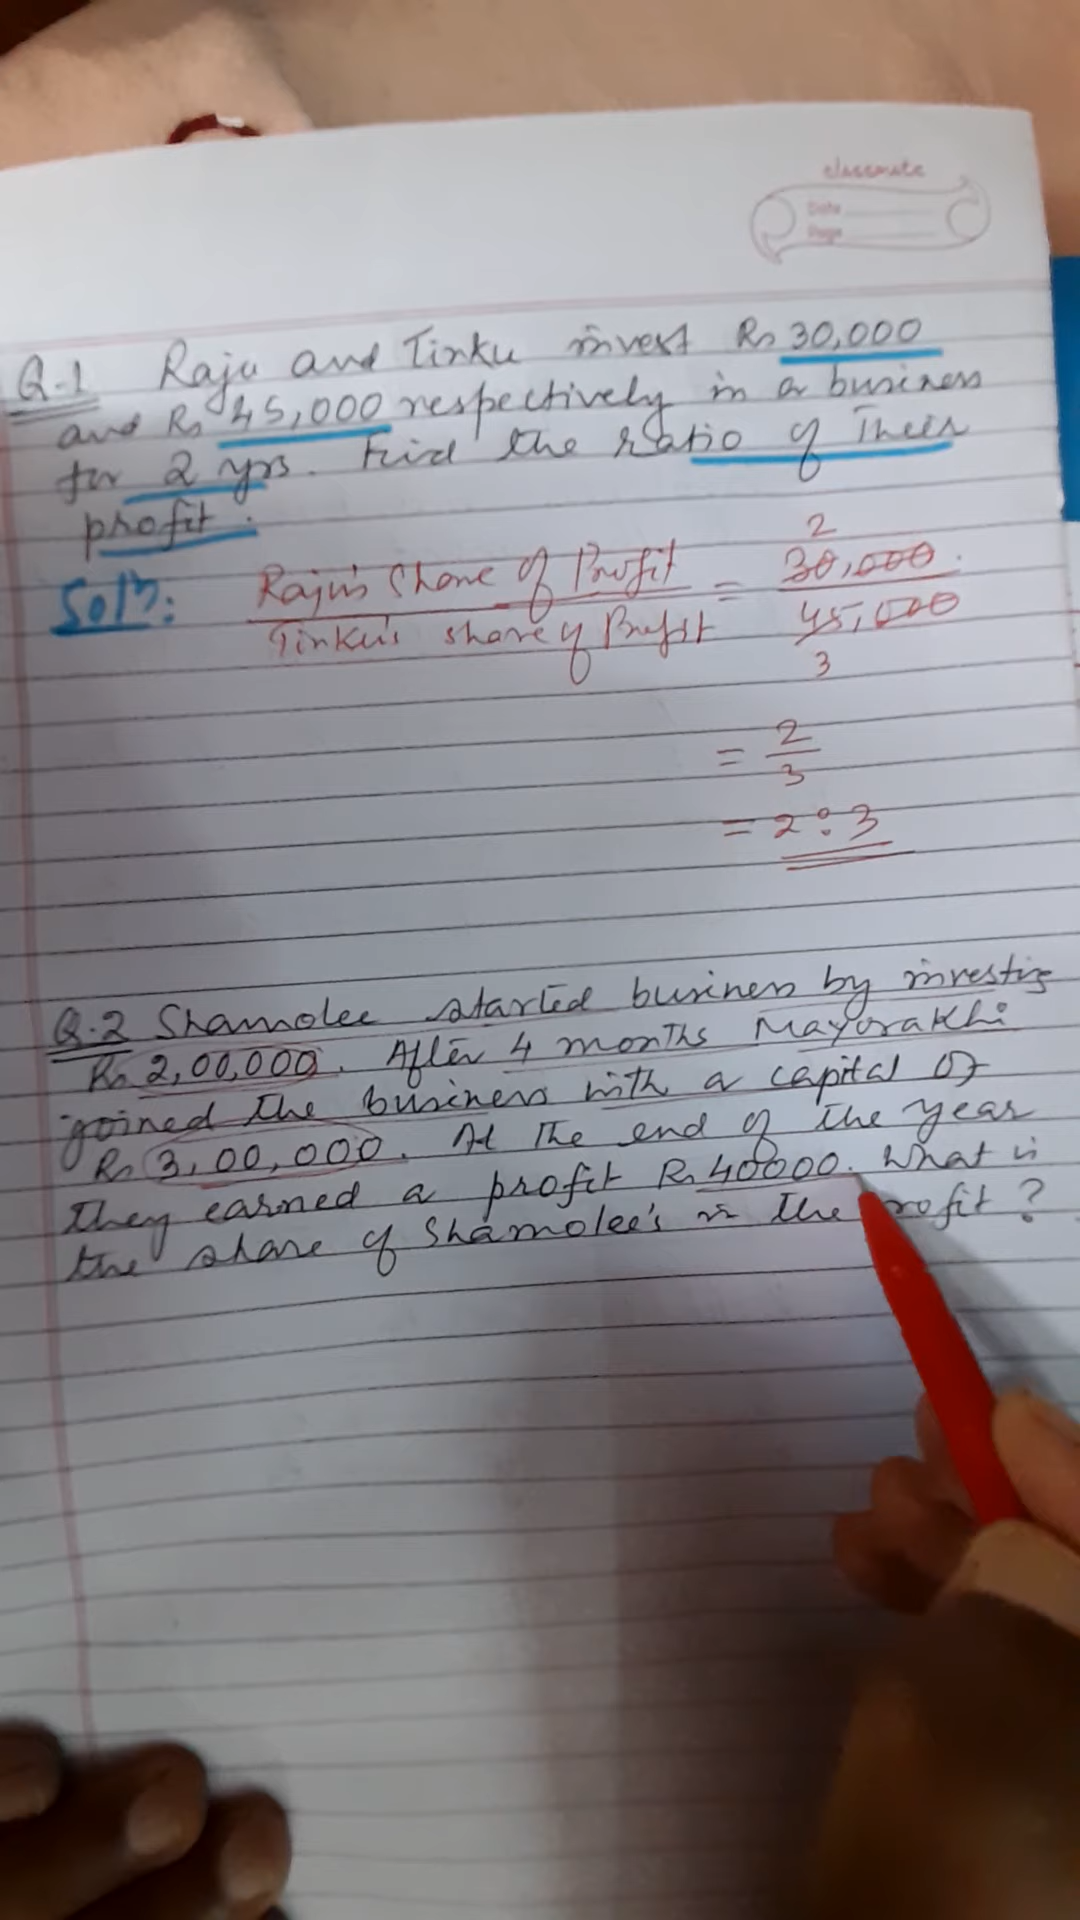 classmate
Date
Page
Q.1 Raju and Tinku invest Rs 30,000
and Rs 45,000 respectively in a business
for 2 yrs. Find the ratio of Their
profit.
Soln: Raju's Share of Profit / Tinku's share of Profit = 30,000 / 45,000
2
3
= 2/3
= 2:3
Q.2 Shamolee started business by investing
Rs 2,00,000. After 4 months Mayorakhi
joined the business with a capital of
Rs 3,00,000. At the end of the year
They earned a profit Rs 40000. What is
the share of Shamolee's in the profit?